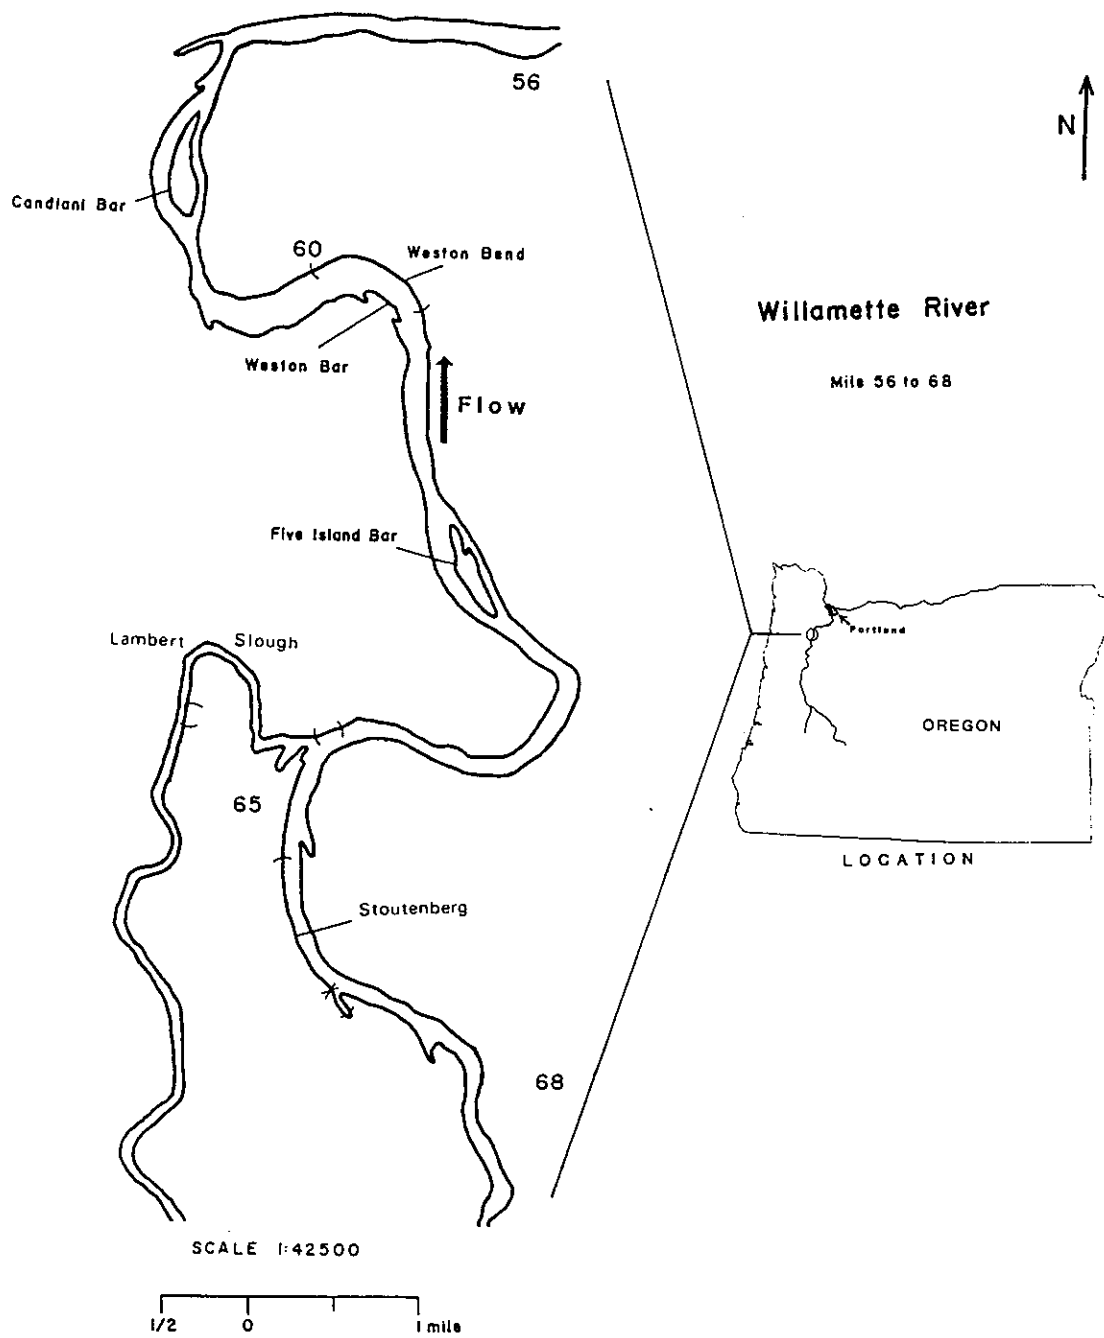 56
N
Candiani Bar
60
Weston Bend
Willamette River
Weston Bar
Mile 56 to 68
Flow
Five Island Bar
Portland
Lambert Slough
OREGON
65
LOCATION
Stoutenberg
68
SCALE 1:42500
1/2 0 1 mile